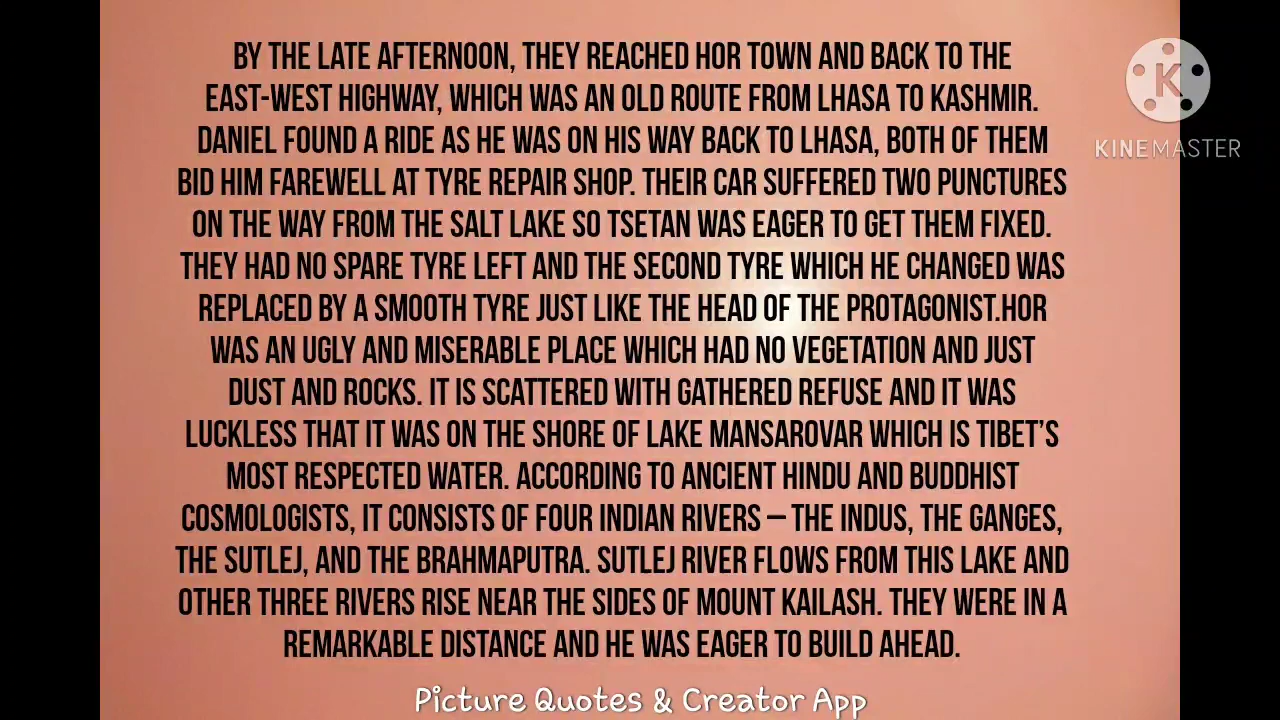 BY THE LATE AFTERNOON, THEY REACHED HOR TOWN AND BACK TO THE
EAST-WEST HIGHWAY, WHICH WAS AN OLD ROUTE FROM LHASA TO KASHMIR.
DANIEL FOUND A RIDE AS HE WAS ON HIS WAY BACK TO LHASA, BOTH OF THEM
BID HIM FAREWELL AT TYRE REPAIR SHOP. THEIR CAR SUFFERED TWO PUNCTURES
ON THE WAY FROM THE SALT LAKE SO TSETAN WAS EAGER TO GET THEM FIXED.
THEY HAD NO SPARE TYRE LEFT AND THE SECOND TYRE WHICH HE CHANGED WAS
REPLACED BY A SMOOTH TYRE JUST LIKE THE HEAD OF THE PROTAGONIST.HOR
WAS AN UGLY AND MISERABLE PLACE WHICH HAD NO VEGETATION AND JUST
DUST AND ROCKS. IT IS SCATTERED WITH GATHERED REFUSE AND IT WAS
LUCKLESS THAT IT WAS ON THE SHORE OF LAKE MANSAROVAR WHICH IS TIBET'S
MOST RESPECTED WATER. ACCORDING TO ANCIENT HINDU AND BUDDHIST
COSMOLOGISTS, IT CONSISTS OF FOUR INDIAN RIVERS – THE INDUS, THE GANGES,
THE SUTLEJ, AND THE BRAHMAPUTRA. SUTLEJ RIVER FLOWS FROM THIS LAKE AND
OTHER THREE RIVERS RISE NEAR THE SIDES OF MOUNT KAILASH. THEY WERE IN A
REMARKABLE DISTANCE AND HE WAS EAGER TO BUILD AHEAD.
Picture Quotes & Creator App
K
KINEMASTER